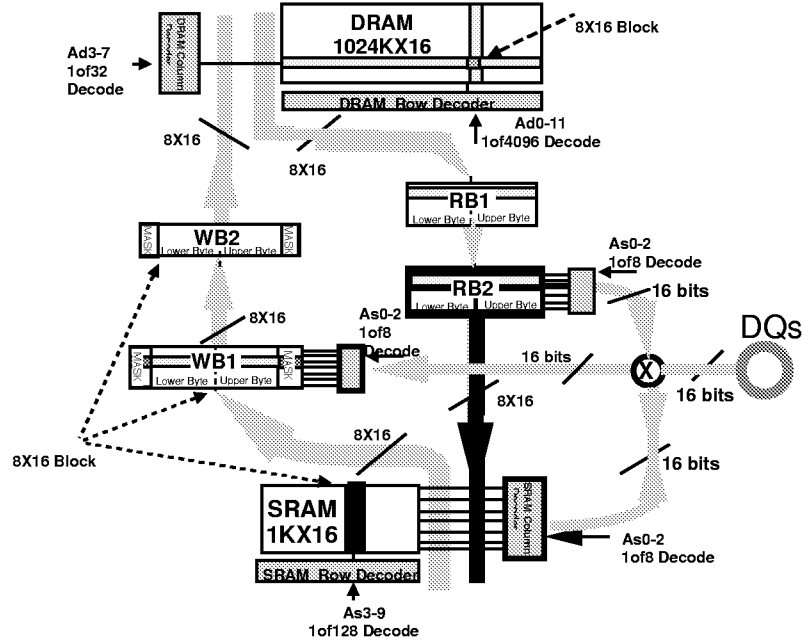 DRAM
1024KX16
8X16 Block
DRAM Column
Decoder
Ad3-7
1of32
Decode
DRAM Row Decoder
Ad0-11
1of4096 Decode
8X16
8X16
RB1
Lower Byte
Upper Byte
MASK
WB2
Lower Byte
Upper Byte
MASK
As0-2
1of8 Decode
RB2
Lower Byte
Upper Byte
16 bits
8X16
As0-2
1of8
Decode
DQs
MASK
WB1
Lower Byte
Upper Byte
MASK
16 bits
X
16 bits
8X16
8X16
8X16 Block
16 bits
SRAM
1KX16
SRAM Column
Decoder
As0-2
1of8 Decode
SRAM Row Decoder
As3-9
1of128 Decode